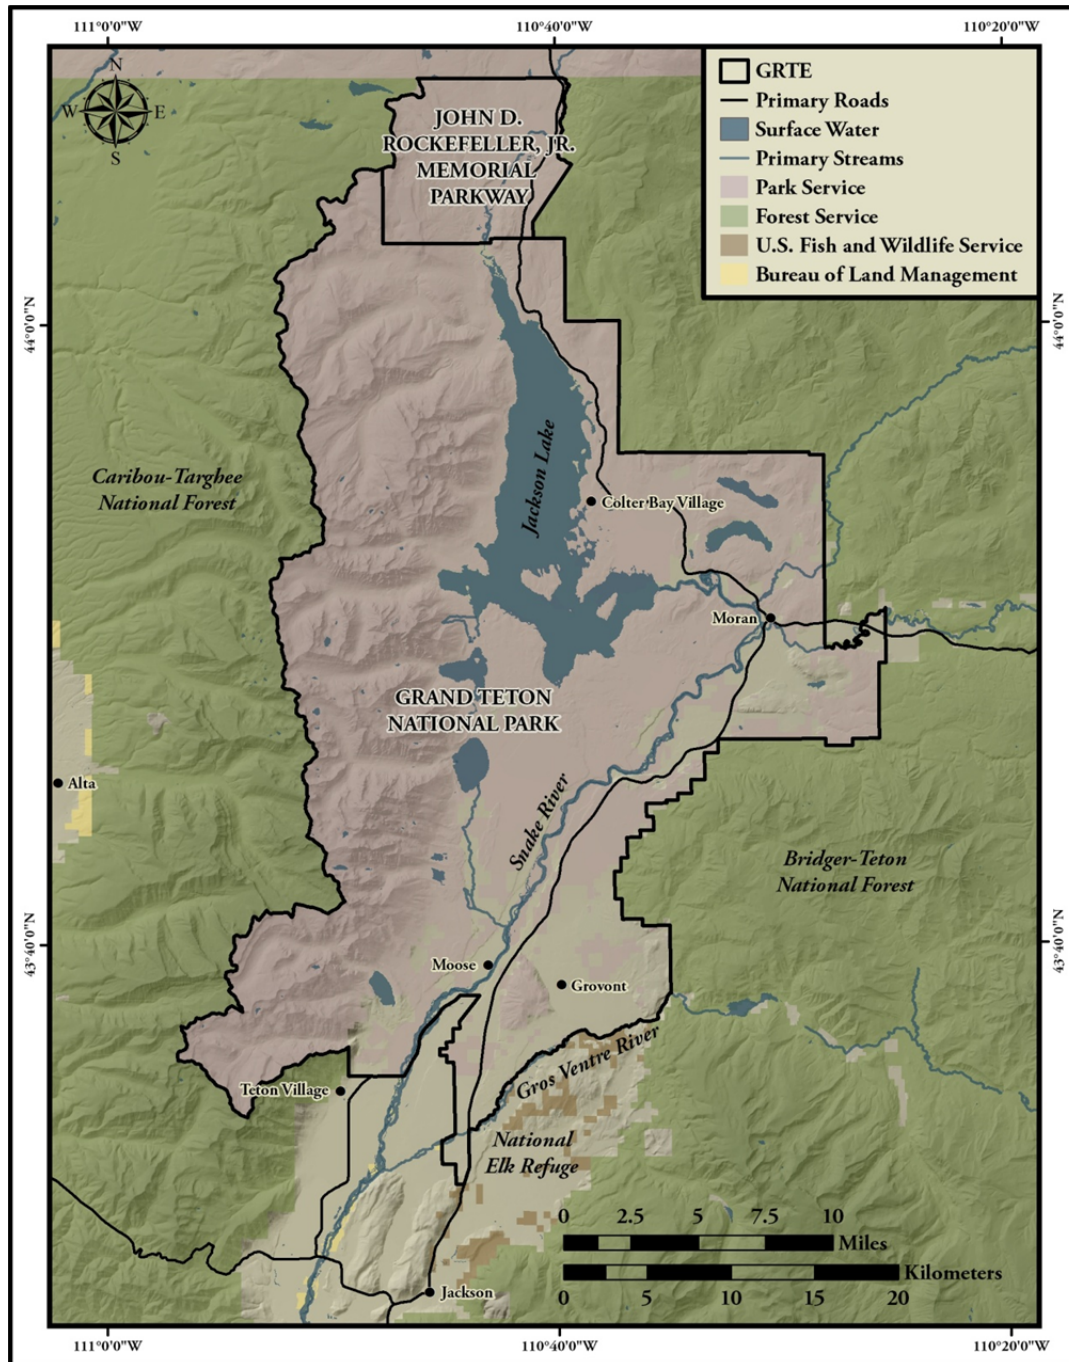 111°0'0"W
110°40'0"W
110°20'0"W
N
W
E
S
GRTE
Primary Roads
Surface Water
Primary Streams
Park Service
Forest Service
U.S. Fish and Wildlife Service
Bureau of Land Management
JOHN D.
ROCKEFELLER, JR.
MEMORIAL
PARKWAY
44°0'0"N
44°0'0"N
Jackson Lake
Caribou-Targhee
National Forest
Colter Bay Village
Moran
GRAND TETON
NATIONAL PARK
Alta
Snake River
Bridger-Teton
National Forest
43°40'0"N
43°40'0"N
Moose
Grovont
Gros Ventre River
Teton Village
National
Elk Refuge
0 2.5 5 7.5 10
Miles
Kilometers
0 5 10 15 20
Jackson
111°0'0"W
110°40'0"W
110°20'0"W